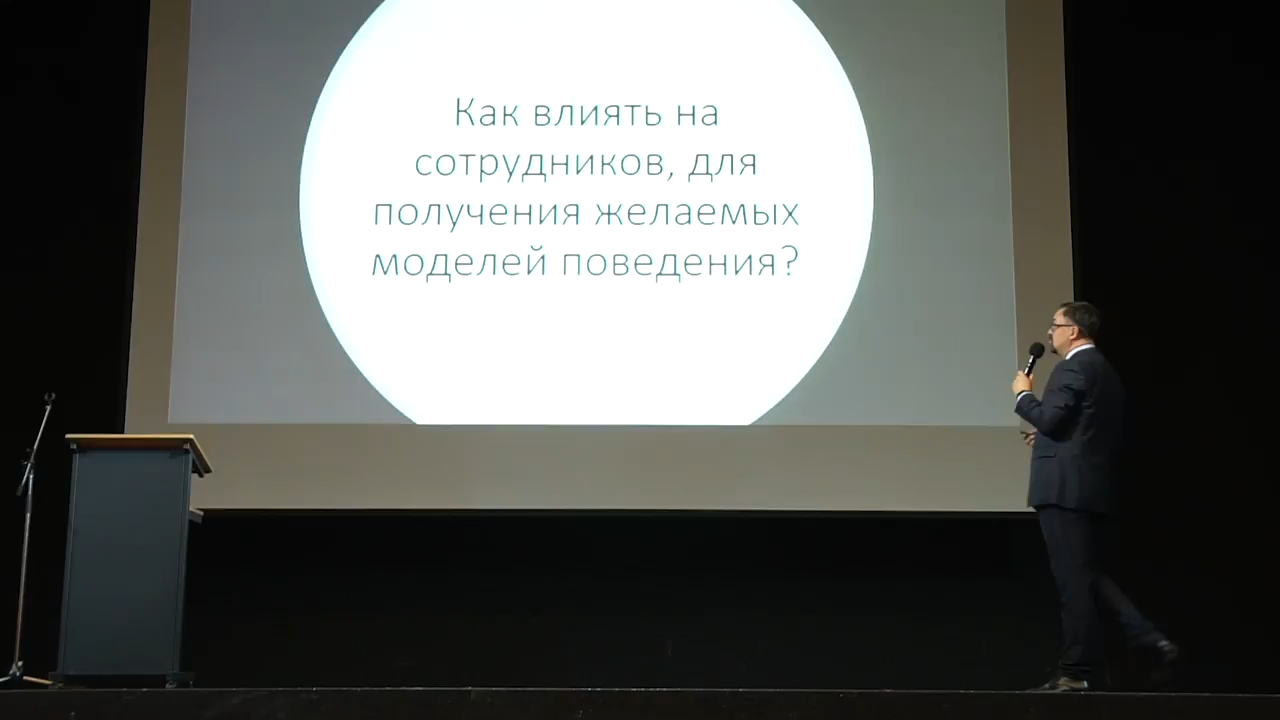 Как влиять на
сотрудников, для
получения желаемых
моделей поведения?